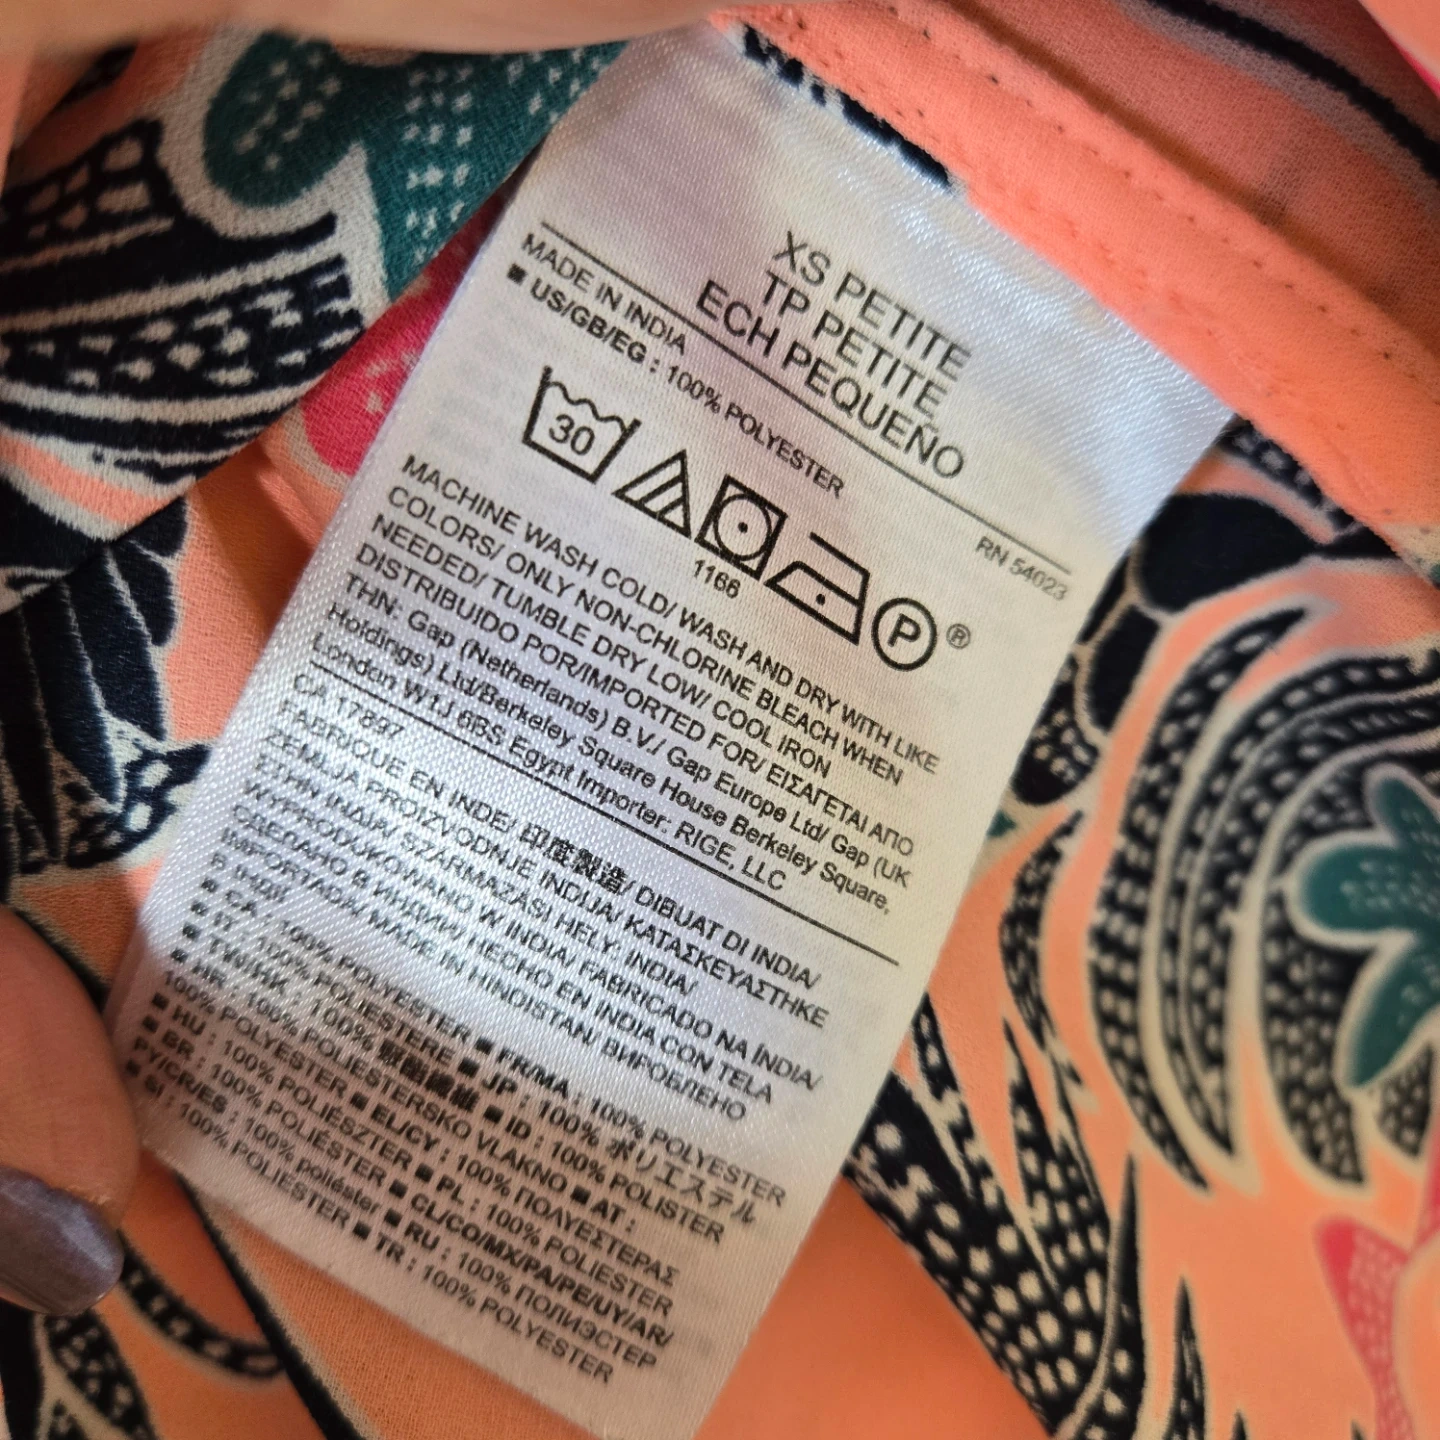 XS PETITE
TP PETITE
ECH PEQUEÑO
MADE IN INDIA
RN 54023
■ US/GB/EG : 100% POLYESTER
30
P ®
1166
MACHINE WASH COLD/ WASH AND DRY WITH LIKE
COLORS/ ONLY NON-CHLORINE BLEACH WHEN
NEEDED/ TUMBLE DRY LOW/ COOL IRON
DISTRIBUIDO POR/IMPORTED FOR/ ΕΙΣΑΓΕΤΑΙ ΑΠΟ
ΤΗΝ: Gap (Netherlands) B.V./ Gap Europe Ltd/ Gap (UK
Holdings) Ltd/Berkeley Square House Berkeley Square,
London W1J 6BS Egypt Importer: RIGE, LLC
CA 17897
FABRIQUÉ EN INDE/ 印度製造/ DIBUAT DI INDIA/
ZEMLJA PROIZVODNJE INDIJA/ ΚΑΤΑΣΚΕΥΑΣΤΗΚΕ
ΣΤΗΝ ΙΝΔΙΑ/ SZÁRMAZÁSI HELY: INDIA/
WYPRODUKOWANO W INDIA/ FABRICADO NA ÍNDIA/
СДЕЛАНО В ИНДИИ/ HECHO EN INDIA CON TELA
IMPORTADA/ MADE IN HINDISTAN/ ВИРОБЛЕНО
В ІНДІЇ
■ CA : 100% POLYESTER ■ FR/MA : 100% POLYESTER
■ IT : 100% POLIESTERE ■ JP : 100% ポリエステル
■ TW/HK : 100% 聚酯纖維 ■ ID : 100% POLISTER
■ HR : 100% POLIESTERSKO VLAKNO ■ AT :
100% POLYESTER ■ EL/CY : 100% ΠΟΛΥΕΣΤΕΡΑΣ
■ HU : 100% POLIÉSZTER ■ PL : 100% POLIESTER
■ BR : 100% POLIÉSTER ■ CL/CO/MX/PA/PE/UY/AR/
PY/CR/ES : 100% poliéster ■ RU : 100% ПОЛИЭСТЕР
■ SI : 100% POLIESTER ■ TR : 100% POLYESTER